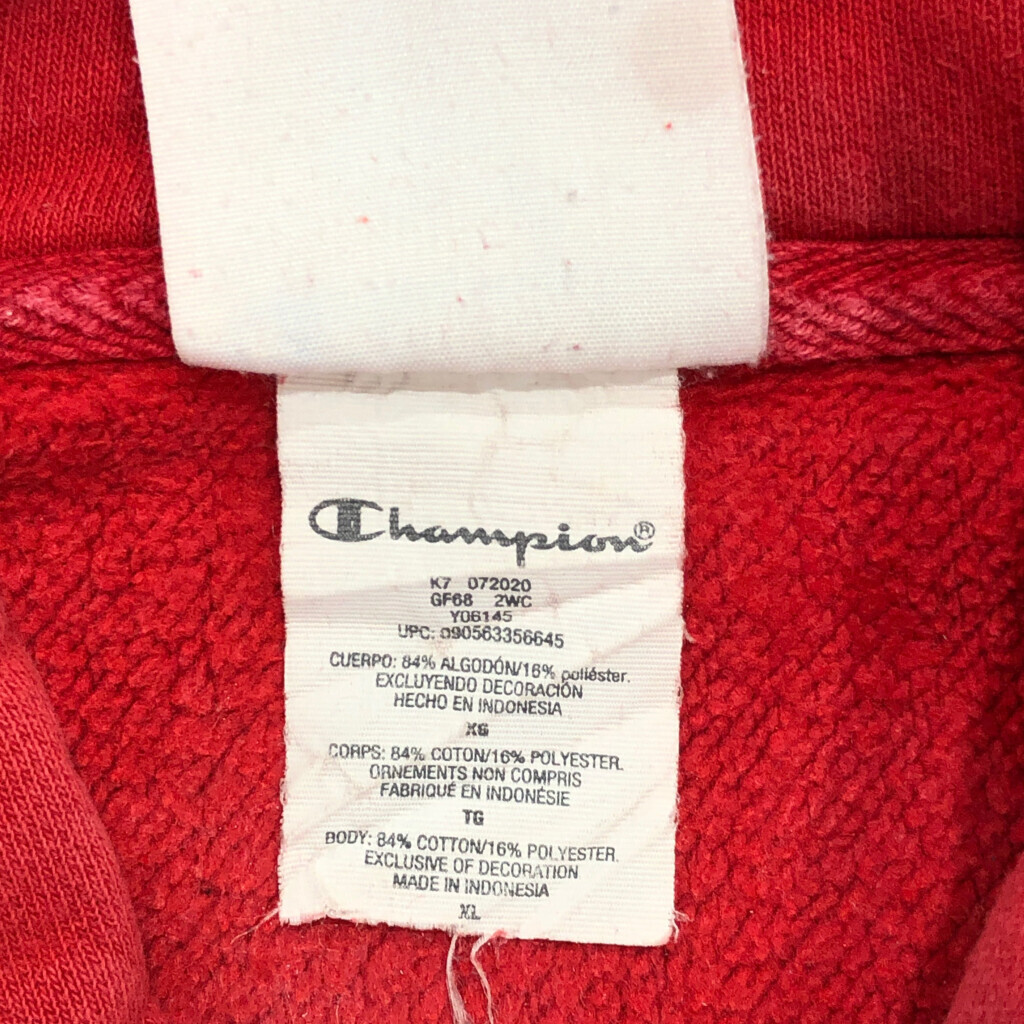 Champion®
K7 072020
GF68 2WC
Y06145
UPC: 090563356645
CUERPO: 84% ALGODÓN/16% poliéster.
EXCLUYENDO DECORACIÓN
HECHO EN INDONESIA
XG
CORPS: 84% COTON/16% POLYESTER.
ORNEMENTS NON COMPRIS
FABRIQUÉ EN INDONÉSIE
TG
BODY: 84% COTTON/16% POLYESTER.
EXCLUSIVE OF DECORATION
MADE IN INDONESIA
XL